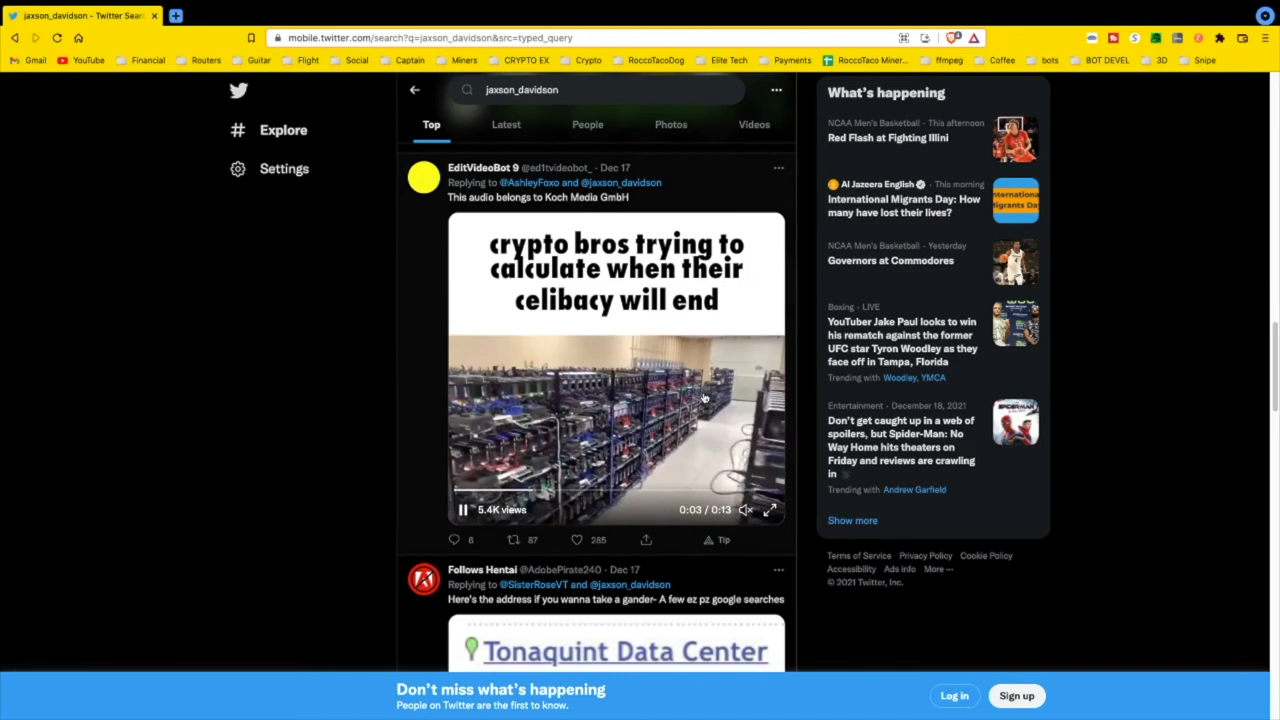 jaxson_davidson - Twitter Sear
mobile.twitter.com/search?q=jaxson_davidson&src=typed_query
Gmail YouTube Financial Routers Guitar Flight Social Captain Miners CRYPTO EX Crypto RoccoTacoDog Elite Tech Payments RoccoTaco Miner... ffmpeg Coffee bots BOT DEVEL 3D Snipe
Explore
Settings
jaxson_davidson
Top Latest People Photos Videos
EditVideoBot 9 @ed1tvideobot_ · Dec 17
Replying to @AshleyFoxo and @jaxson_davidson
This audio belongs to Koch Media GmbH
crypto bros trying to
calculate when their
celibacy will end
5.4K views
0:03 / 0:13
6 87 285 Tip
Follows Hentai @AdobePirate240 · Dec 17
Replying to @SisterRoseVT and @jaxson_davidson
Here's the address if you wanna take a gander- A few ez pz google searches
Tonaquint Data Center
What's happening
NCAA Men's Basketball · This afternoon
Red Flash at Fighting Illini
Al Jazeera English · This morning
International Migrants Day: How
many have lost their lives?
NCAA Men's Basketball · Yesterday
Governors at Commodores
Boxing · LIVE
YouTuber Jake Paul looks to win
his rematch against the former
UFC star Tyron Woodley as they
face off in Tampa, Florida
Trending with Woodley, YMCA
Entertainment · December 18, 2021
Don't get caught up in a web of
spoilers, but Spider-Man: No
Way Home hits theaters on
Friday and reviews are crawling
in
Trending with Andrew Garfield
Show more
Terms of Service Privacy Policy Cookie Policy
Accessibility Ads info More ···
© 2021 Twitter, Inc.
Don't miss what's happening
People on Twitter are the first to know.
Log in
Sign up